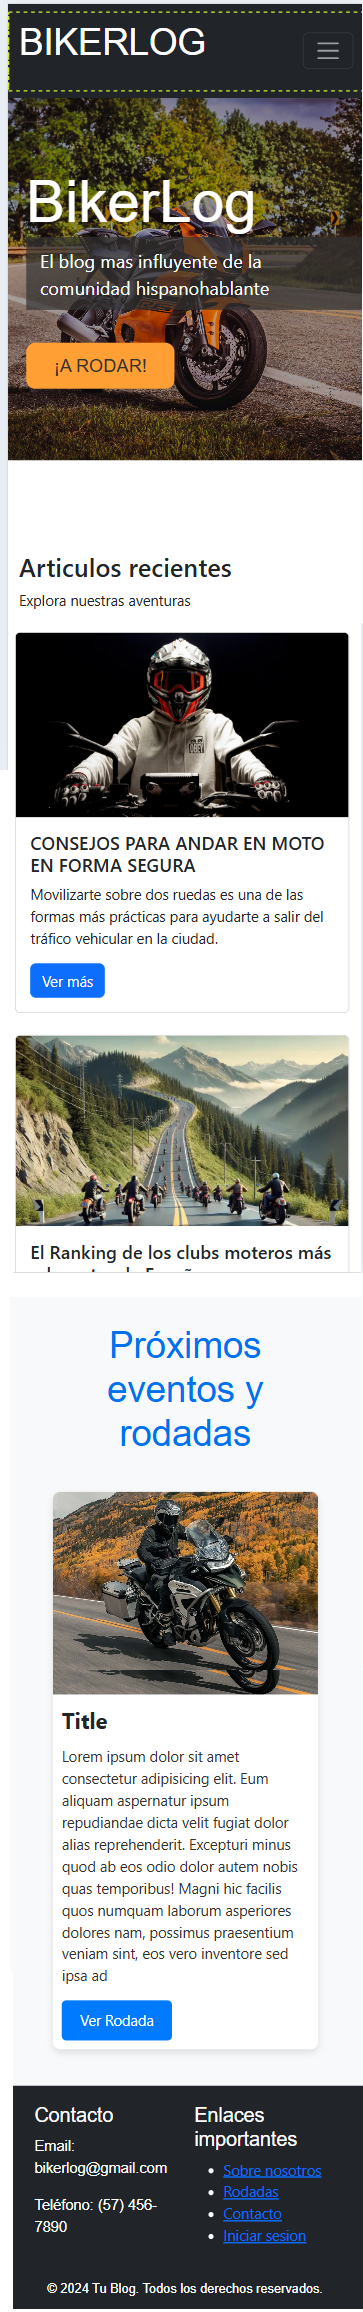 BIKERLOG
BikerLog
El blog mas influyente de la
comunidad hispanohablante
¡A RODAR!
Articulos recientes
Explora nuestras aventuras
CONSEJOS PARA ANDAR EN MOTO
EN FORMA SEGURA
Movilizarte sobre dos ruedas es una de las
formas más prácticas para ayudarte a salir del
tráfico vehicular en la ciudad.
Ver más
El Ranking de los clubs moteros más
Próximos
eventos y
rodadas
Title
Lorem ipsum dolor sit amet
consectetur adipisicing elit. Eum
aliquam aspernatur ipsum
repudiandae dicta velit fugiat dolor
alias reprehenderit. Excepturi minus
quod ab eos odio dolor autem nobis
quas temporibus! Magni hic facilis
quos numquam laborum asperiores
dolores nam, possimus praesentium
veniam sint, eos vero inventore sed
ipsa ad
Ver Rodada
Contacto
Email:
bikerlog@gmail.com
Teléfono: (57) 456-
7890
Enlaces
importantes
Sobre nosotros
Rodadas
Contacto
Iniciar sesion
© 2024 Tu Blog. Todos los derechos reservados.